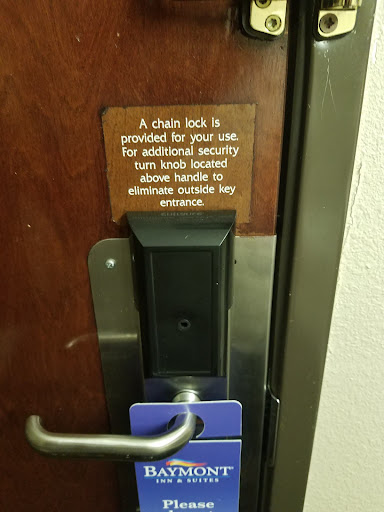 A chain lock is
provided for your use.
For additional security
turn knob located
above handle to
eliminate outside key
entrance.
BAYMONT
INN & SUITES
Please